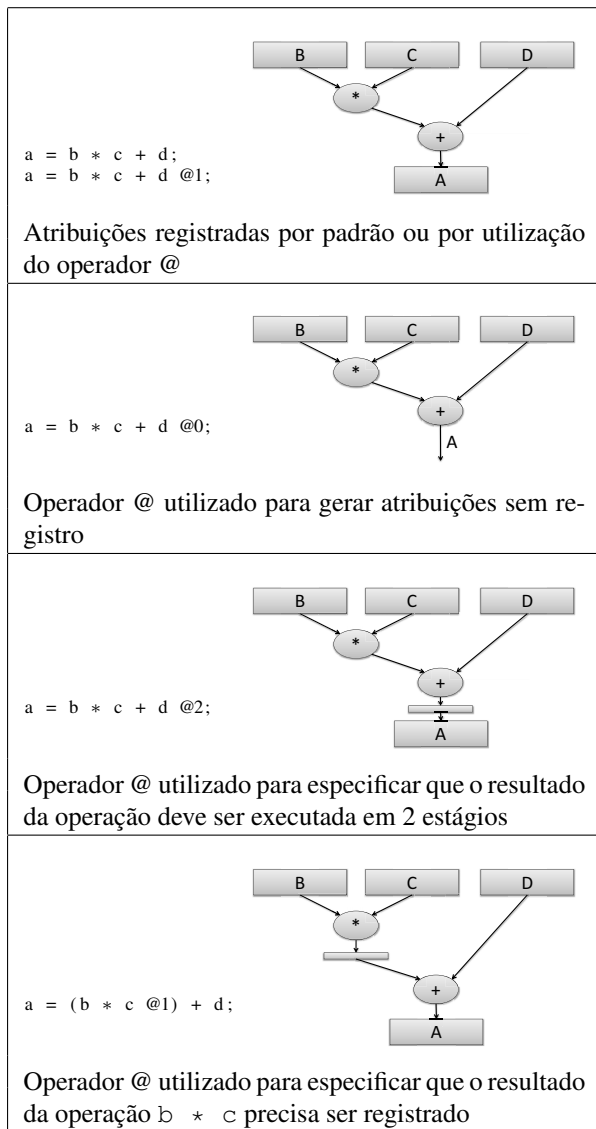 B C D
*
+
a = b * c + d;
a = b * c + d @1;
A
Atribuições registradas por padrão ou por utilização
do operador @
B C D
*
+
a = b * c + d @0;
A
Operador @ utilizado para gerar atribuições sem re-
gistro
B C D
*
+
a = b * c + d @2;
A
Operador @ utilizado para especificar que o resultado
da operação deve ser executada em 2 estágios
B C D
*
+
a = (b * c @1) + d;
A
Operador @ utilizado para especificar que o resultado
da operação b * c precisa ser registrado